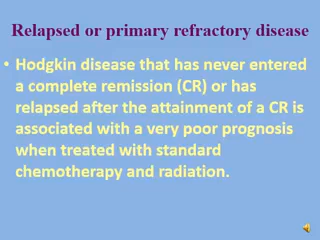 Relapsed or primary refractory disease
• Hodgkin disease that has never entered
a complete remission (CR) or has
relapsed after the attainment of a CR is
associated with a very poor prognosis
when treated with standard
chemotherapy and radiation.